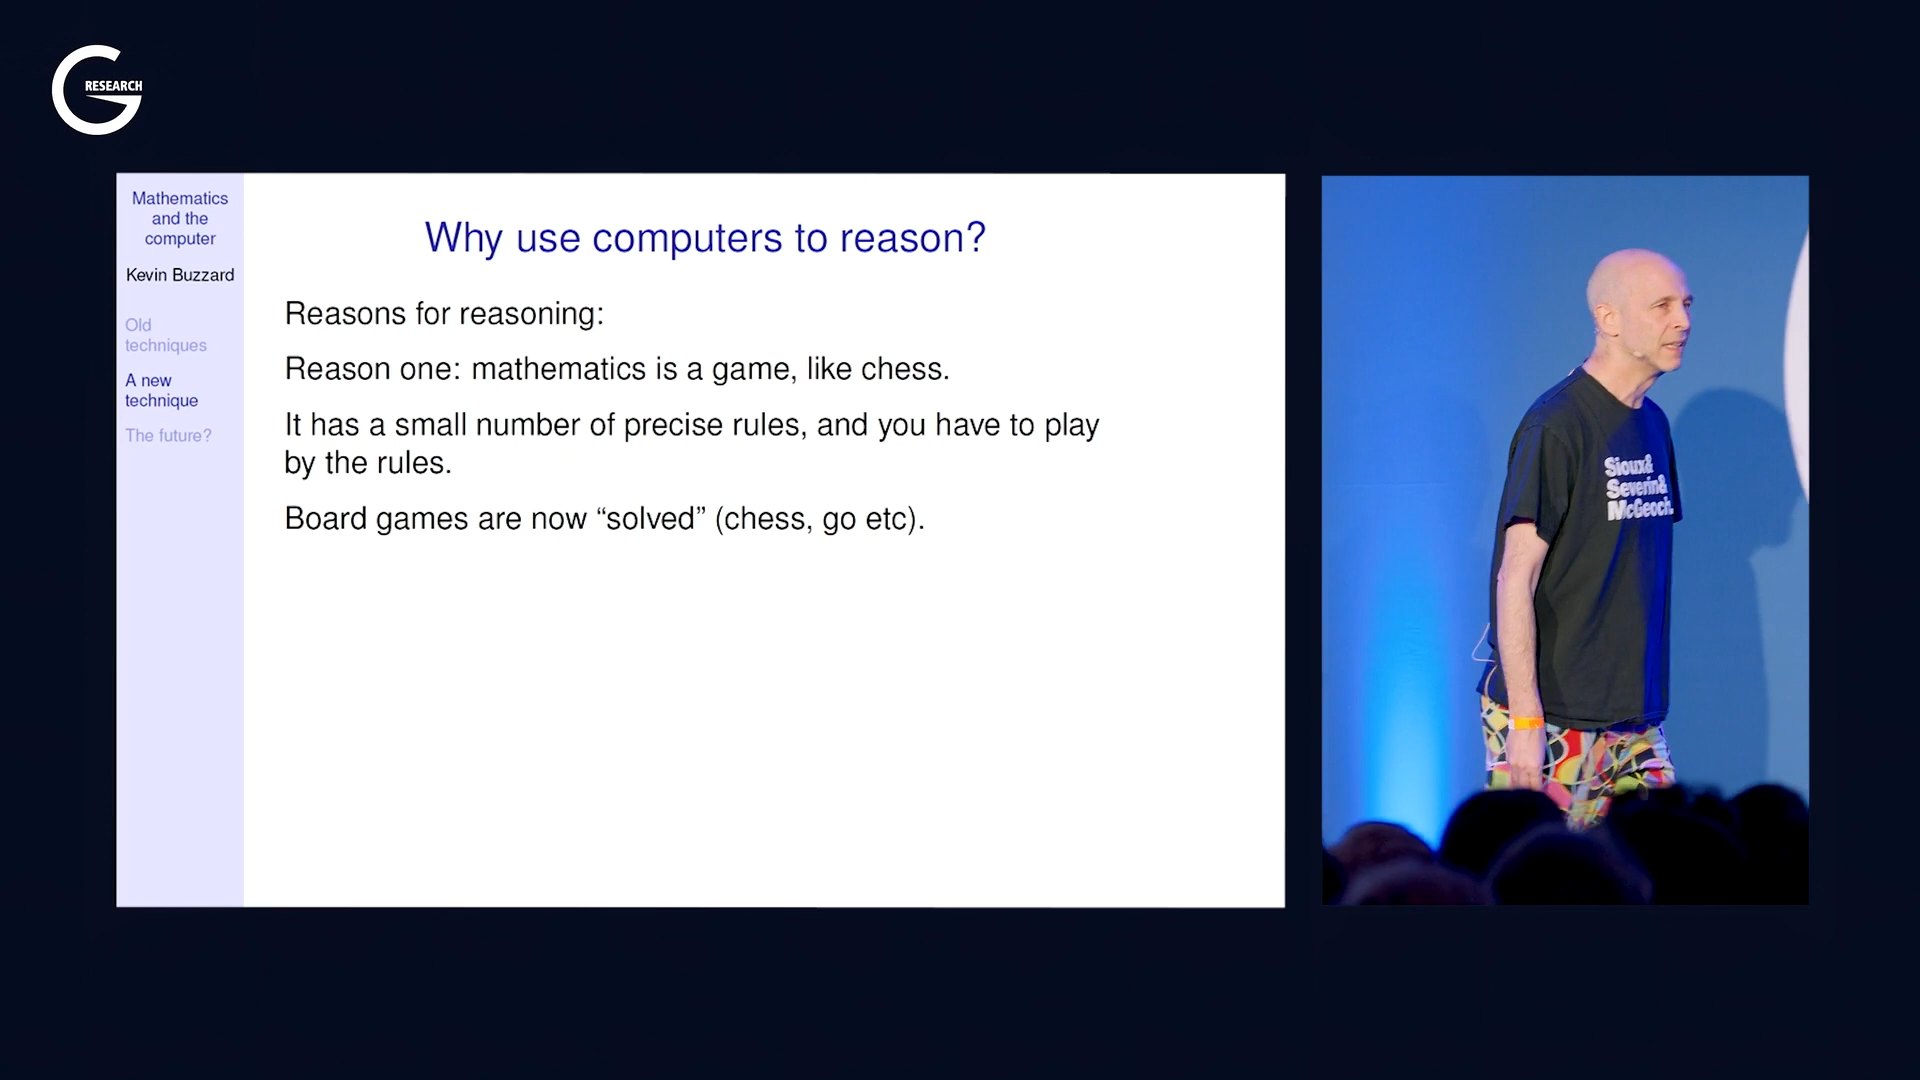 RESEARCH
Mathematics
and the
computer
Kevin Buzzard
Old
techniques
A new
technique
The future?
Why use computers to reason?
Reasons for reasoning:
Reason one: mathematics is a game, like chess.
It has a small number of precise rules, and you have to play
by the rules.
Board games are now “solved” (chess, go etc).
Sioux&
Severin&
McGeoch.